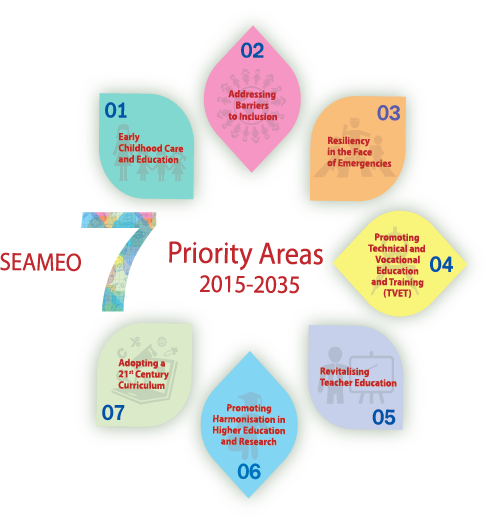 01
Early
Childhood Care
and Education
02
Addressing
Barriers
to Inclusion
03
Resiliency
in the Face
of Emergencies
04
Promoting
Technical and
Vocational
Education
and Training
(TVET)
SEAMEO 7 Priority Areas
2015-2035
05
Revitalising
Teacher Education
06
Promoting
Harmonisation in
Higher Education
and Research
07
Adopting a
21st Century
Curriculum